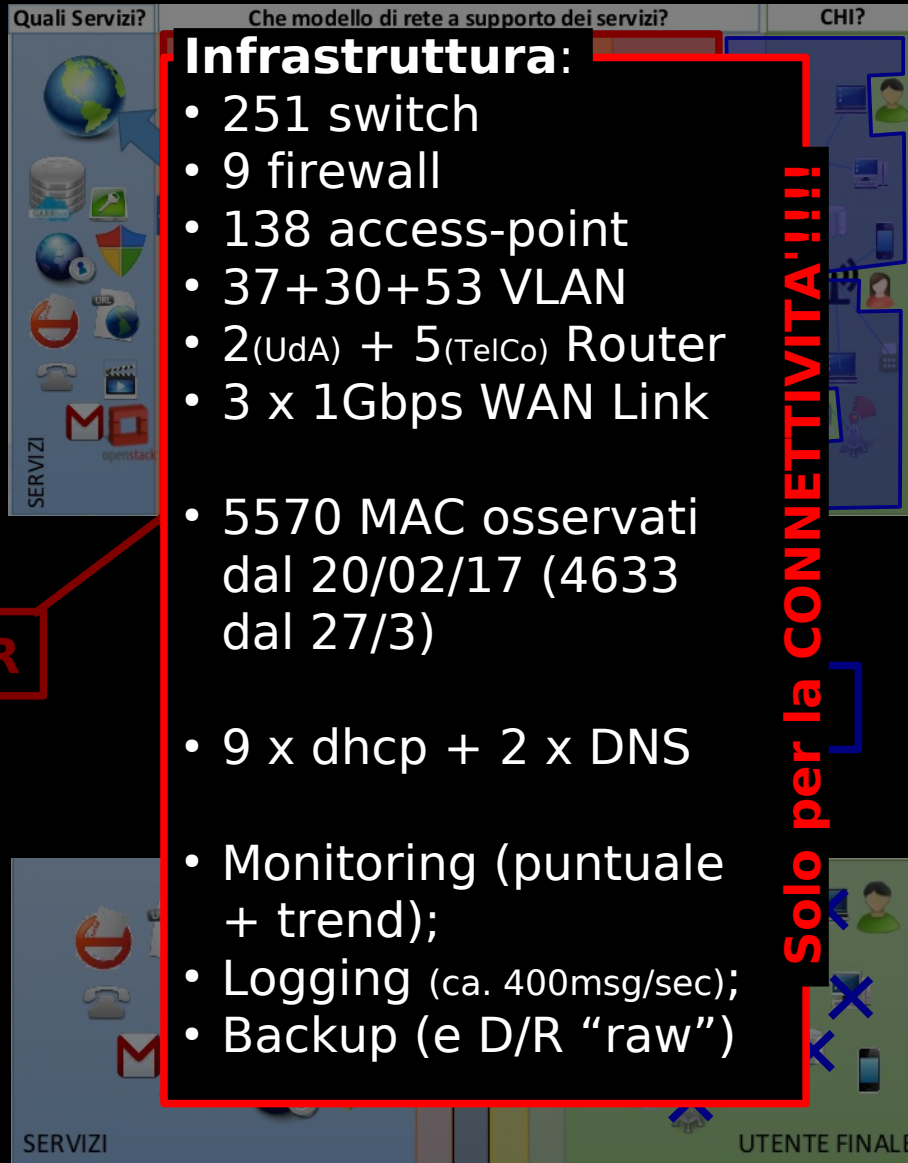 Quali Servizi?
Che modello di rete a supporto dei servizi?
CHI?
Infrastruttura:
• 251 switch
• 9 firewall
• 138 access-point
• 37+30+53 VLAN
• 2(UdA) + 5(TelCo) Router
• 3 x 1Gbps WAN Link
• 5570 MAC osservati
dal 20/02/17 (4633
dal 27/3)
• 9 x dhcp + 2 x DNS
• Monitoring (puntuale
+ trend);
• Logging (ca. 400msg/sec);
• Backup (e D/R “raw”)
Solo per la CONNETTIVITA'!!!!
URL
openstack
SERVIZI
R
SERVIZI
UTENTE FINALE